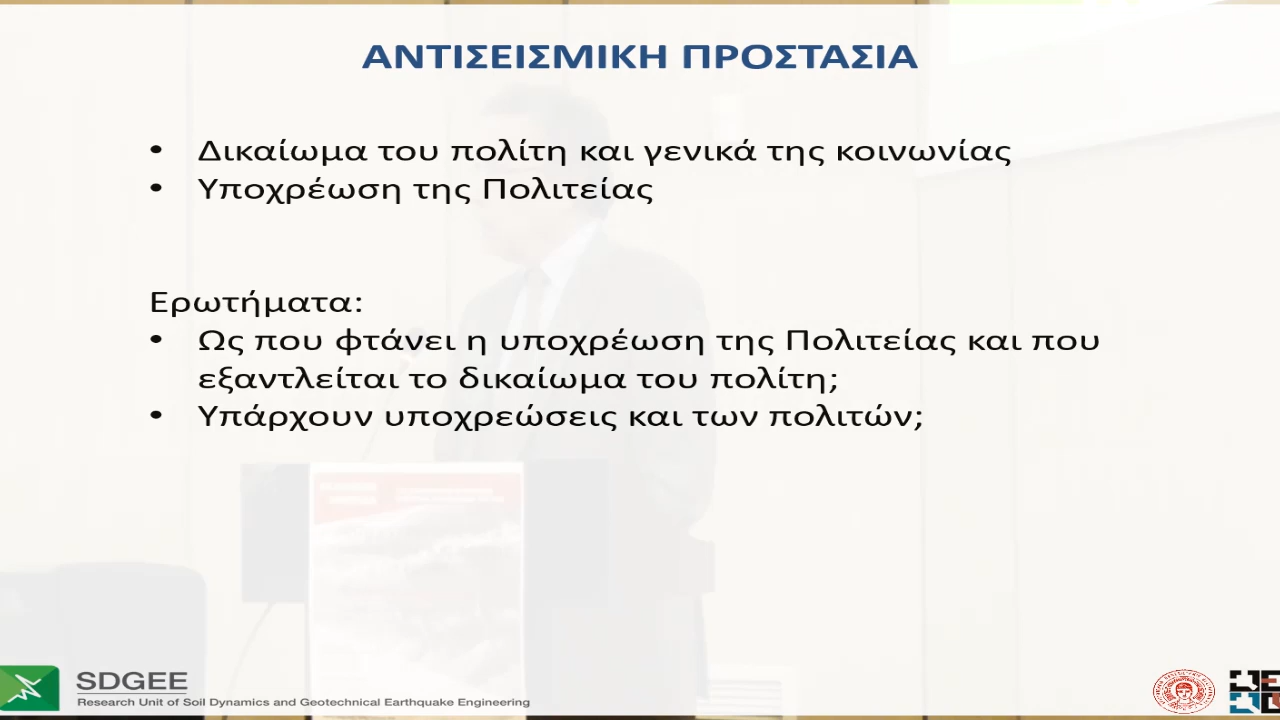 ΑΝΤΙΣΕΙΣΜΙΚΗ ΠΡΟΣΤΑΣΙΑ
• Δικαίωμα του πολίτη και γενικά της κοινωνίας
• Υποχρέωση της Πολιτείας
Ερωτήματα:
• Ως που φτάνει η υποχρέωση της Πολιτείας και που
εξαντλείται το δικαίωμα του πολίτη;
• Υπάρχουν υποχρεώσεις και των πολιτών;
SDGEE
Research Unit of Soil Dynamics and Geotechnical Earthquake Engineering